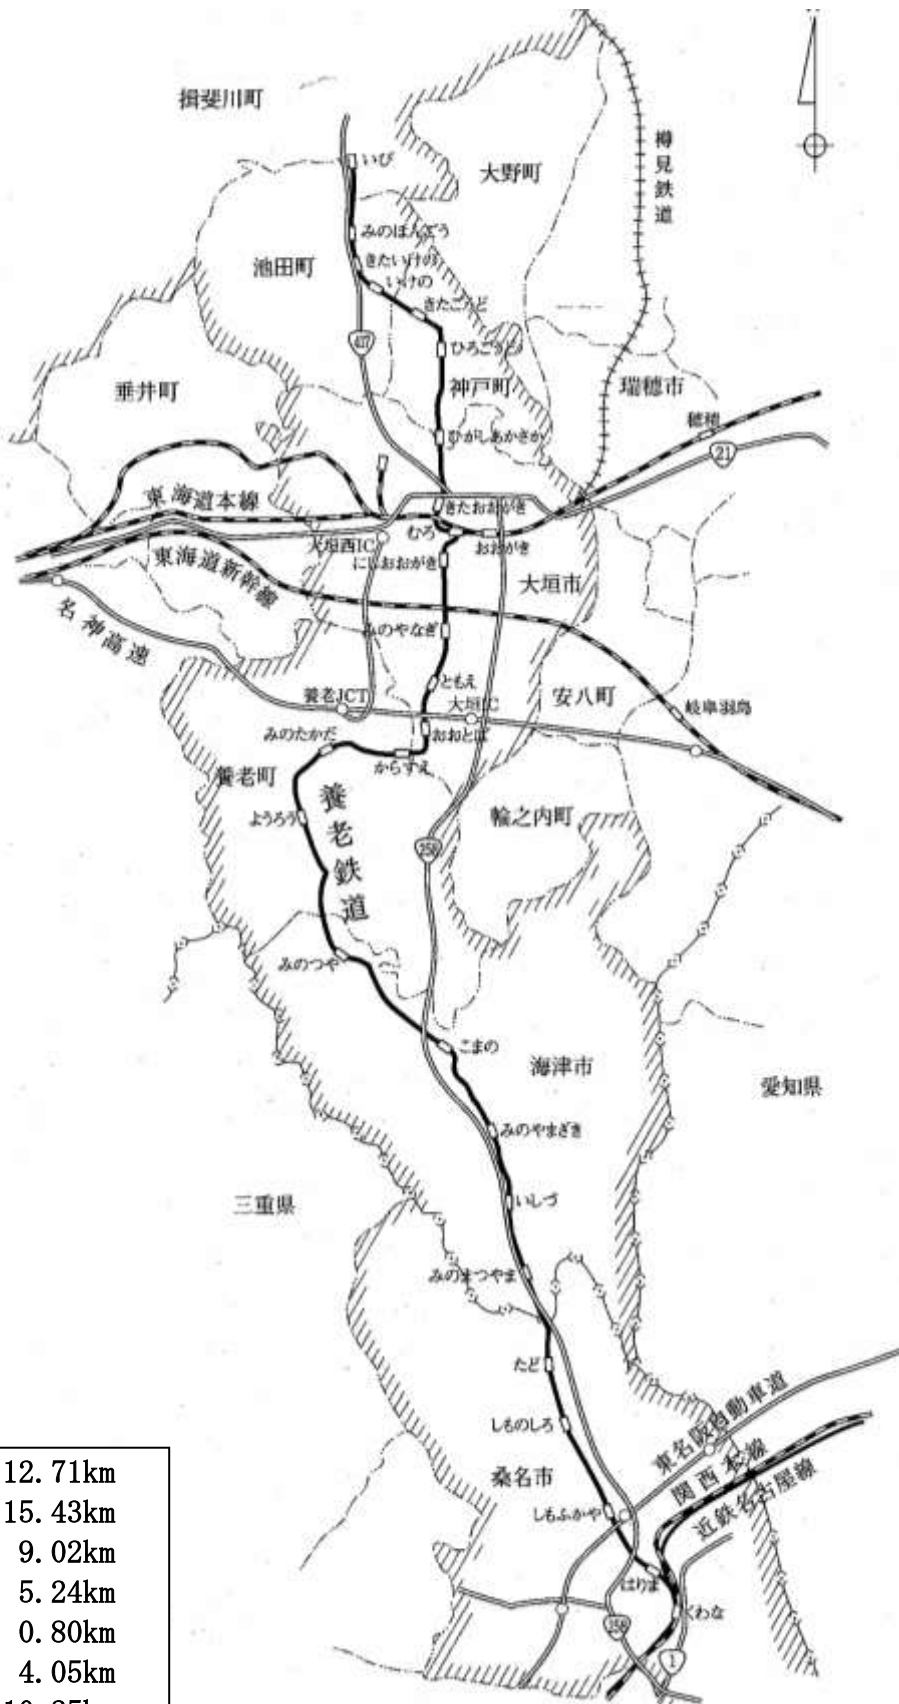 揖斐川町
大野町
樽見鉄道
いび
みのほんごう
池田町
きたいけの
いけの
きたごうど
417
ひろごうど
神戸町
垂井町
瑞穂市
穂積
ひがしあかさか
21
東海道本線
きたおおがき
むろ
おおがき
大垣西IC
にしおおがき
東海道新幹線
大垣市
名神高速
みのやなぎ
ともえ
養老JCT
大垣IC
安八町
岐阜羽島
おおとば
みのたかだ
からすえ
養老町
ようろう
養老鉄道
輪之内町
258
みのつや
こまの
海津市
愛知県
みのやまざき
三重県
いしづ
みのまつやま
たど
しものしろ
東名阪自動車道
関西本線
近鉄名古屋線
桑名市
しもふかや
はりま
くわな
258
1
12.71km
15.43km
9.02km
5.24km
0.80km
4.05km